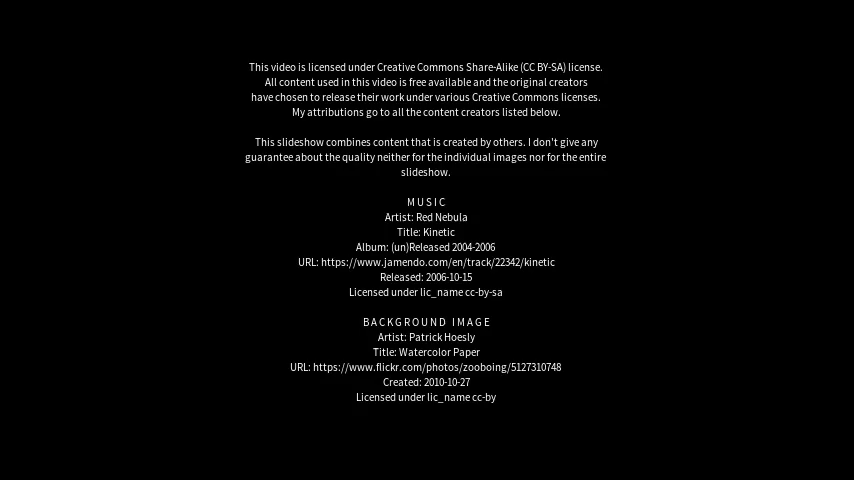 This video is licensed under Creative Commons Share-Alike (CC BY-SA) license.
All content used in this video is free available and the original creators
have chosen to release their work under various Creative Commons licenses.
My attributions go to all the content creators listed below.
This slideshow combines content that is created by others. I don't give any
guarantee about the quality neither for the individual images nor for the entire
slideshow.
MUSIC
Artist: Red Nebula
Title: Kinetic
Album: (un)Released 2004-2006
URL: https://www.jamendo.com/en/track/22342/kinetic
Released: 2006-10-15
Licensed under lic_name cc-by-sa
BACKGROUND IMAGE
Artist: Patrick Hoesly
Title: Watercolor Paper
URL: https://www.flickr.com/photos/zooboing/5127310748
Created: 2010-10-27
Licensed under lic_name cc-by